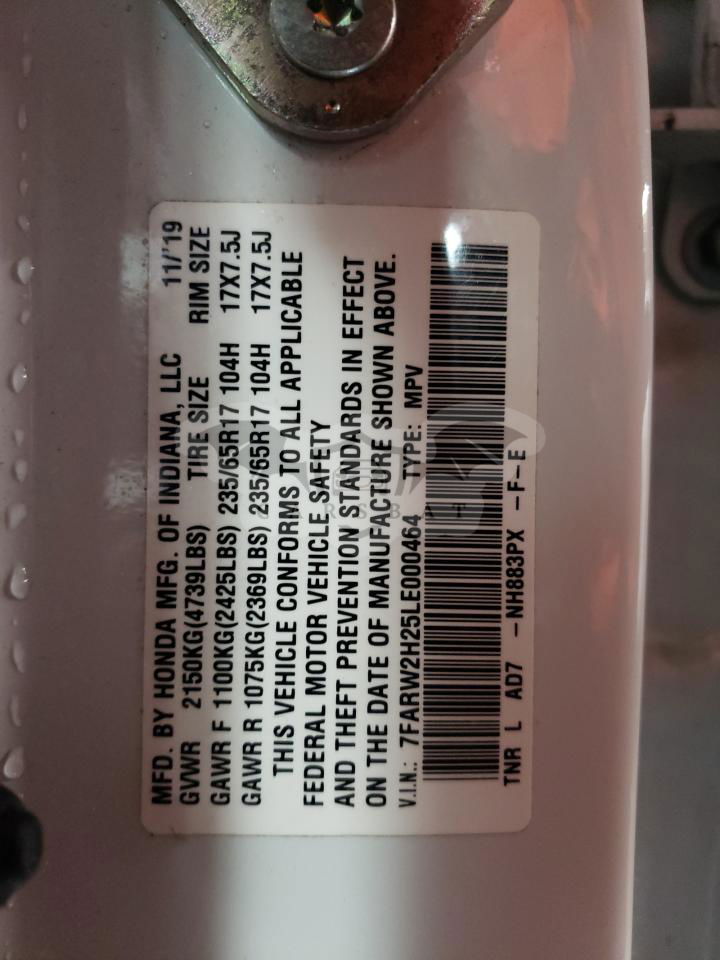 MFD. BY HONDA MFG. OF INDIANA, LLC 11/'19
GVWR 2150KG(4739LBS) TIRE SIZE RIM SIZE
GAWR F 1100KG(2425LBS) 235/65R17 104H 17X7.5J
GAWR R 1075KG(2369LBS) 235/65R17 104H 17X7.5J
THIS VEHICLE CONFORMS TO ALL APPLICABLE
FEDERAL MOTOR VEHICLE SAFETY
AND THEFT PREVENTION STANDARDS IN EFFECT
ON THE DATE OF MANUFACTURE SHOWN ABOVE.
V.I.N.: 7FARW2H25LE000464 TYPE: MPV
TNR L AD7 -NH883PX -F-E